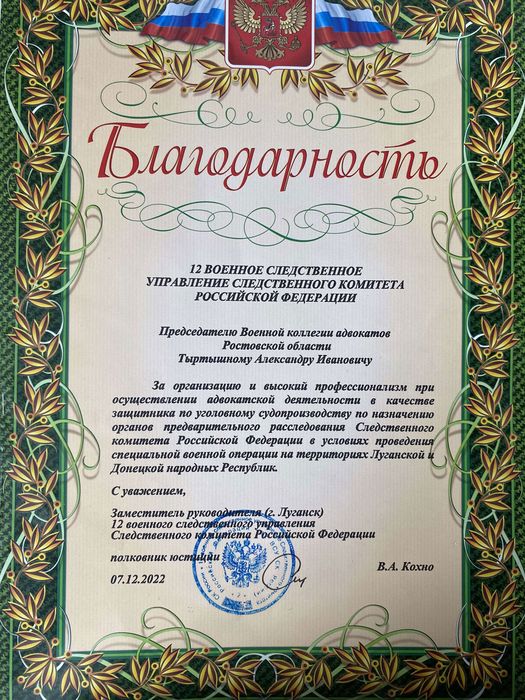 Благодарность
12 ВОЕННОЕ СЛЕДСТВЕННОЕ
УПРАВЛЕНИЕ СЛЕДСТВЕННОГО КОМИТЕТА
РОССИЙСКОЙ ФЕДЕРАЦИИ
Председателю Военной коллегии адвокатов
Ростовской области
Тыртышному Александру Ивановичу
За организацию и высокий профессионализм при
осуществлении адвокатской деятельности в качестве
защитника по уголовному судопроизводству по назначению
органов предварительного расследования Следственного
комитета Российской Федерации в условиях проведения
специальной военной операции на территориях Луганской и
Донецкой народных Республик.
С уважением,
Заместитель руководителя (г. Луганск)
12 военного следственного управления
Следственного комитета Российской Федерации
полковник юстиции
В.А. Кохно
07.12.2022